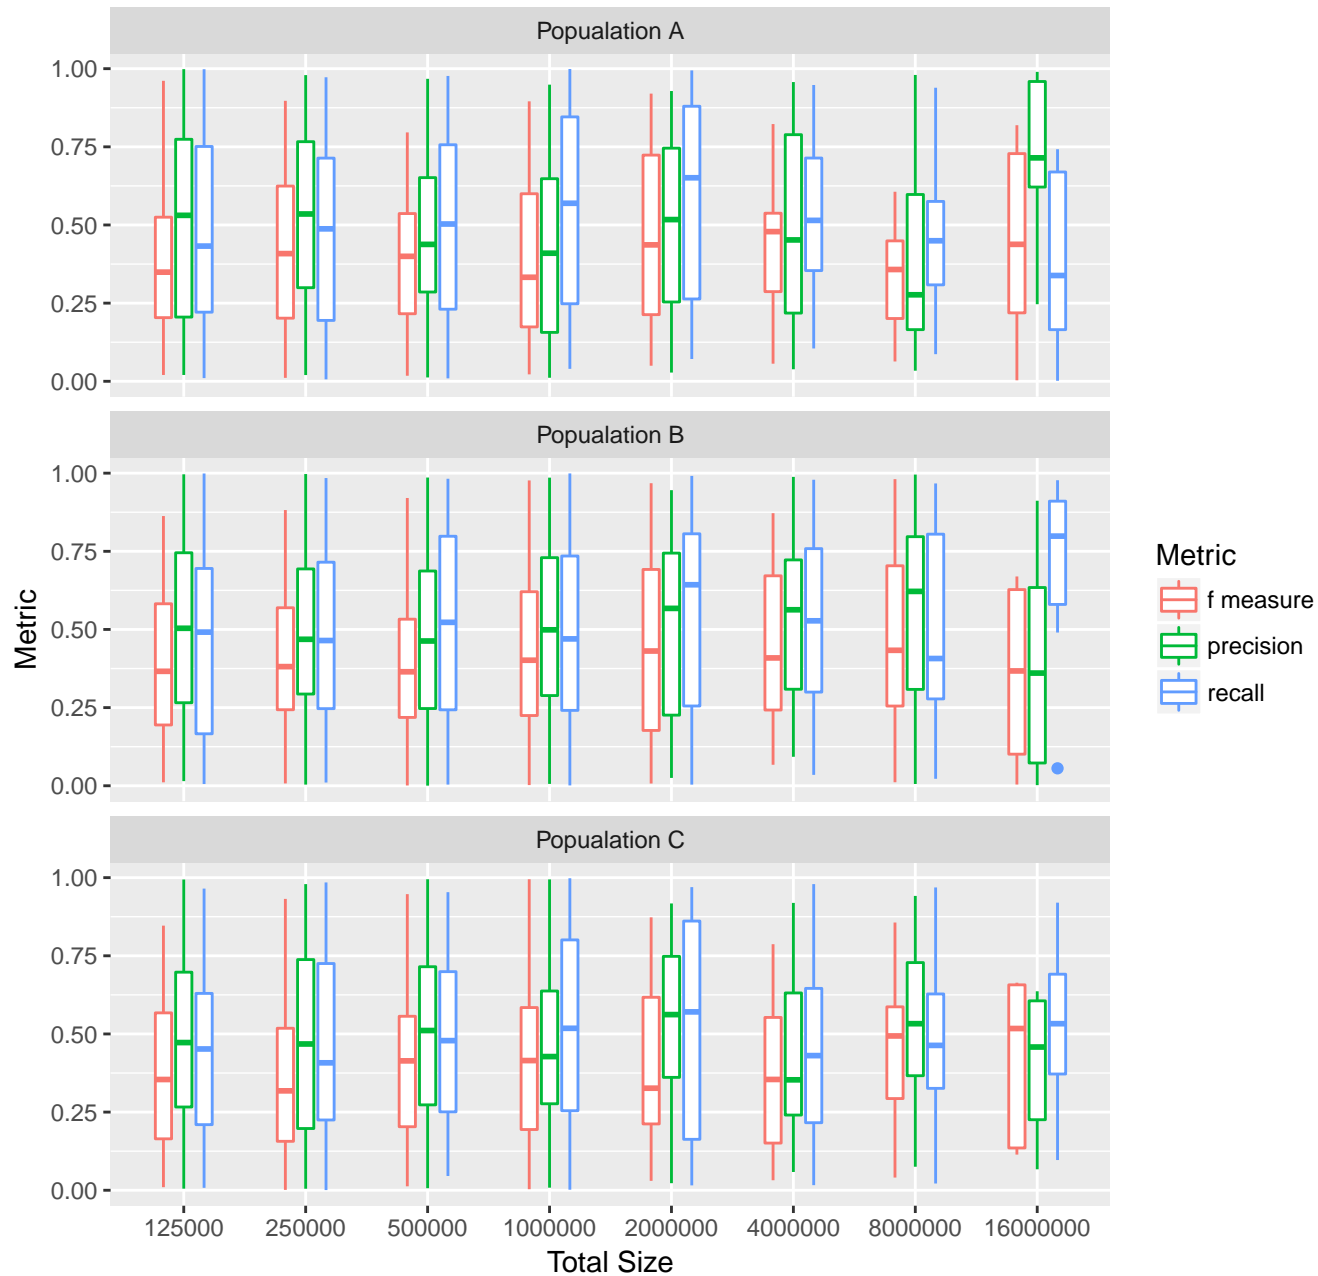 Popualation A
1.00
0.75
0.50
0.25
0.00
Popualation B
1.00
0.75
0.50
0.25
0.00
Metric
Popualation C
1.00
0.75
0.50
0.25
0.00
125000 250000 500000 1000000 2000000 4000000 8000000 16000000
Total Size
Metric
f measure
precision
recall